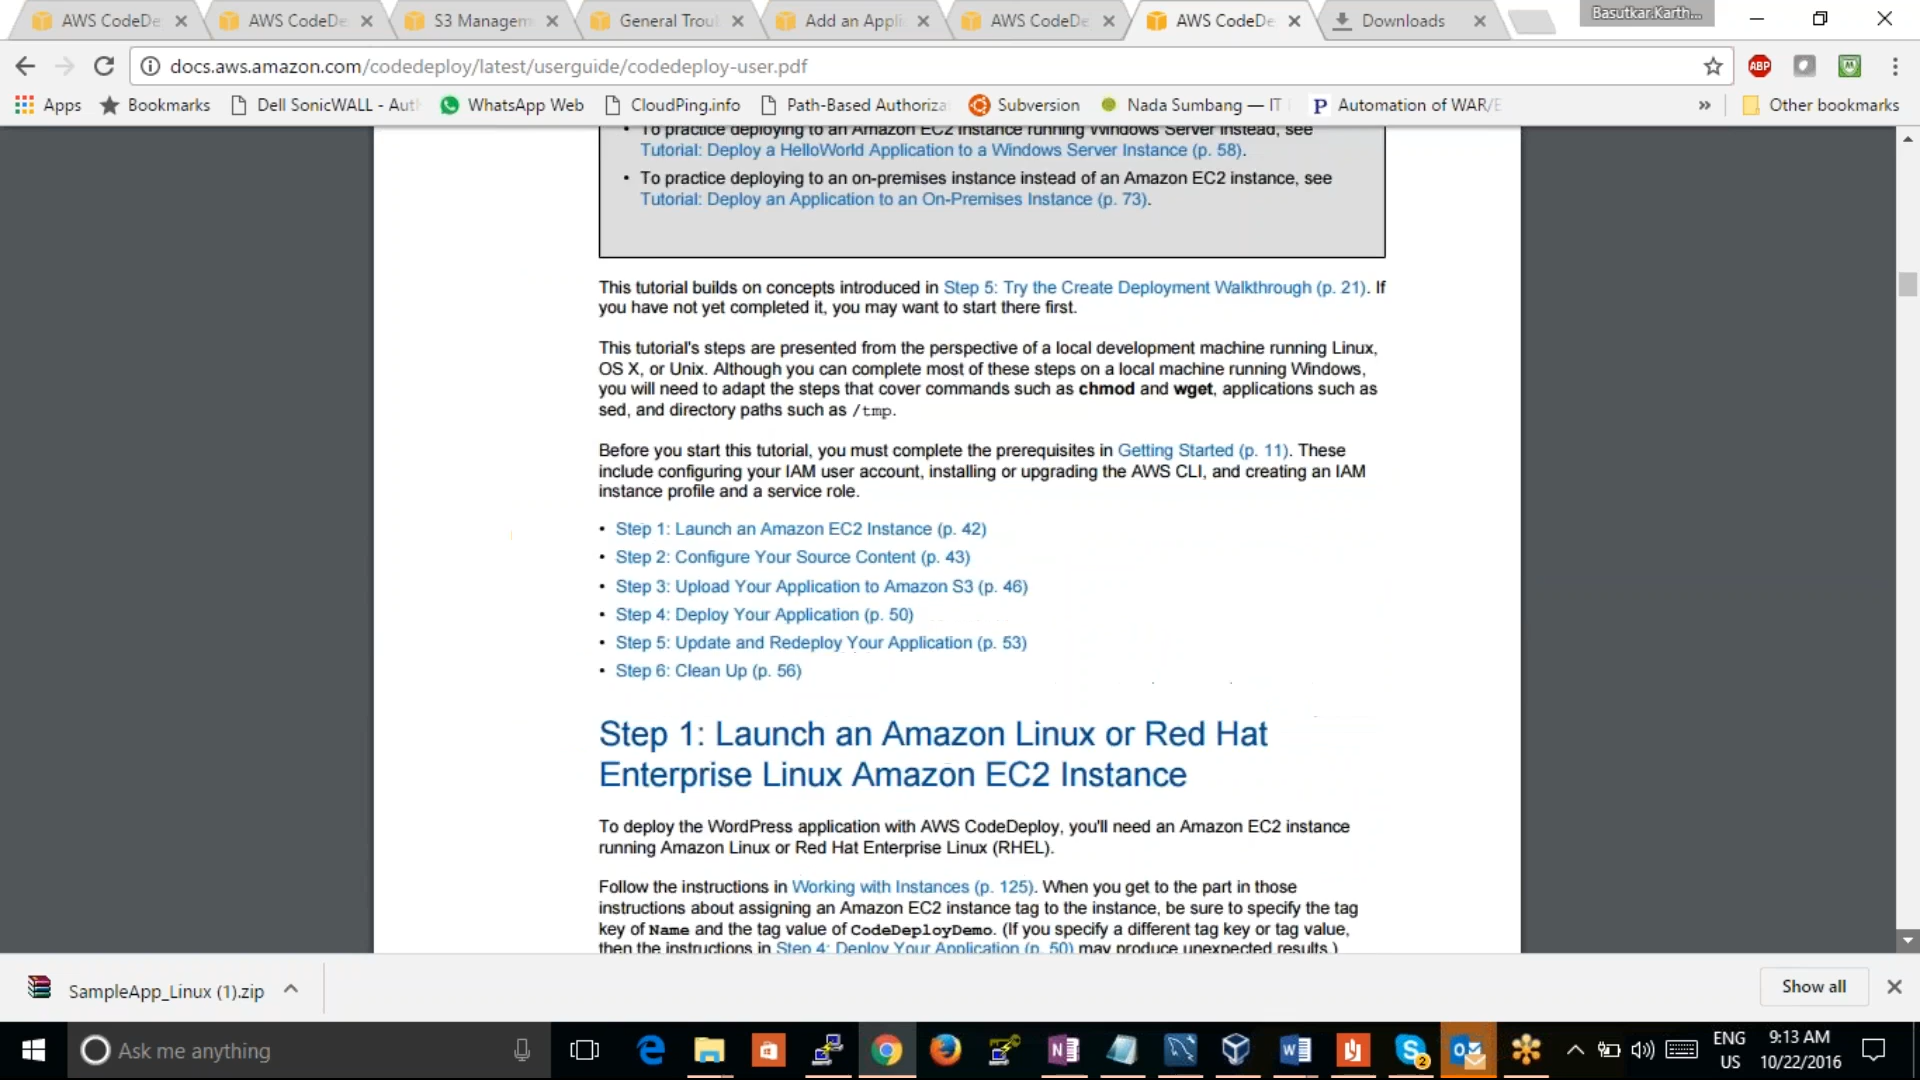 AWS CodeDe
AWS CodeDe
S3 Managem
General Trou
Add an Appli
AWS CodeDe
AWS CodeDe
Downloads
Basutkar.Karth...
docs.aws.amazon.com/codedeploy/latest/userguide/codedeploy-user.pdf
ABP
Apps
Bookmarks
Dell SonicWALL - Aut
WhatsApp Web
CloudPing.info
Path-Based Authoriza
Subversion
Nada Sumbang — IT
Automation of WAR/E
»
Other bookmarks
• To practice deploying to an Amazon EC2 instance running Windows Server instead, see
Tutorial: Deploy a HelloWorld Application to a Windows Server Instance (p. 58).
• To practice deploying to an on-premises instance instead of an Amazon EC2 instance, see
Tutorial: Deploy an Application to an On-Premises Instance (p. 73).
This tutorial builds on concepts introduced in Step 5: Try the Create Deployment Walkthrough (p. 21). If
you have not yet completed it, you may want to start there first.
This tutorial's steps are presented from the perspective of a local development machine running Linux,
OS X, or Unix. Although you can complete most of these steps on a local machine running Windows,
you will need to adapt the steps that cover commands such as chmod and wget, applications such as
sed, and directory paths such as /tmp.
Before you start this tutorial, you must complete the prerequisites in Getting Started (p. 11). These
include configuring your IAM user account, installing or upgrading the AWS CLI, and creating an IAM
instance profile and a service role.
• Step 1: Launch an Amazon EC2 Instance (p. 42)
• Step 2: Configure Your Source Content (p. 43)
• Step 3: Upload Your Application to Amazon S3 (p. 46)
• Step 4: Deploy Your Application (p. 50)
• Step 5: Update and Redeploy Your Application (p. 53)
• Step 6: Clean Up (p. 56)
Step 1: Launch an Amazon Linux or Red Hat
Enterprise Linux Amazon EC2 Instance
To deploy the WordPress application with AWS CodeDeploy, you'll need an Amazon EC2 instance
running Amazon Linux or Red Hat Enterprise Linux (RHEL).
Follow the instructions in Working with Instances (p. 125). When you get to the part in those
instructions about assigning an Amazon EC2 instance tag to the instance, be sure to specify the tag
key of Name and the tag value of CodeDeployDemo. (If you specify a different tag key or tag value,
then the instructions in Step 4: Deploy Your Application (p. 50) may produce unexpected results.)
SampleApp_Linux (1).zip
Show all
Ask me anything
2
ENG
US
9:13 AM
10/22/2016